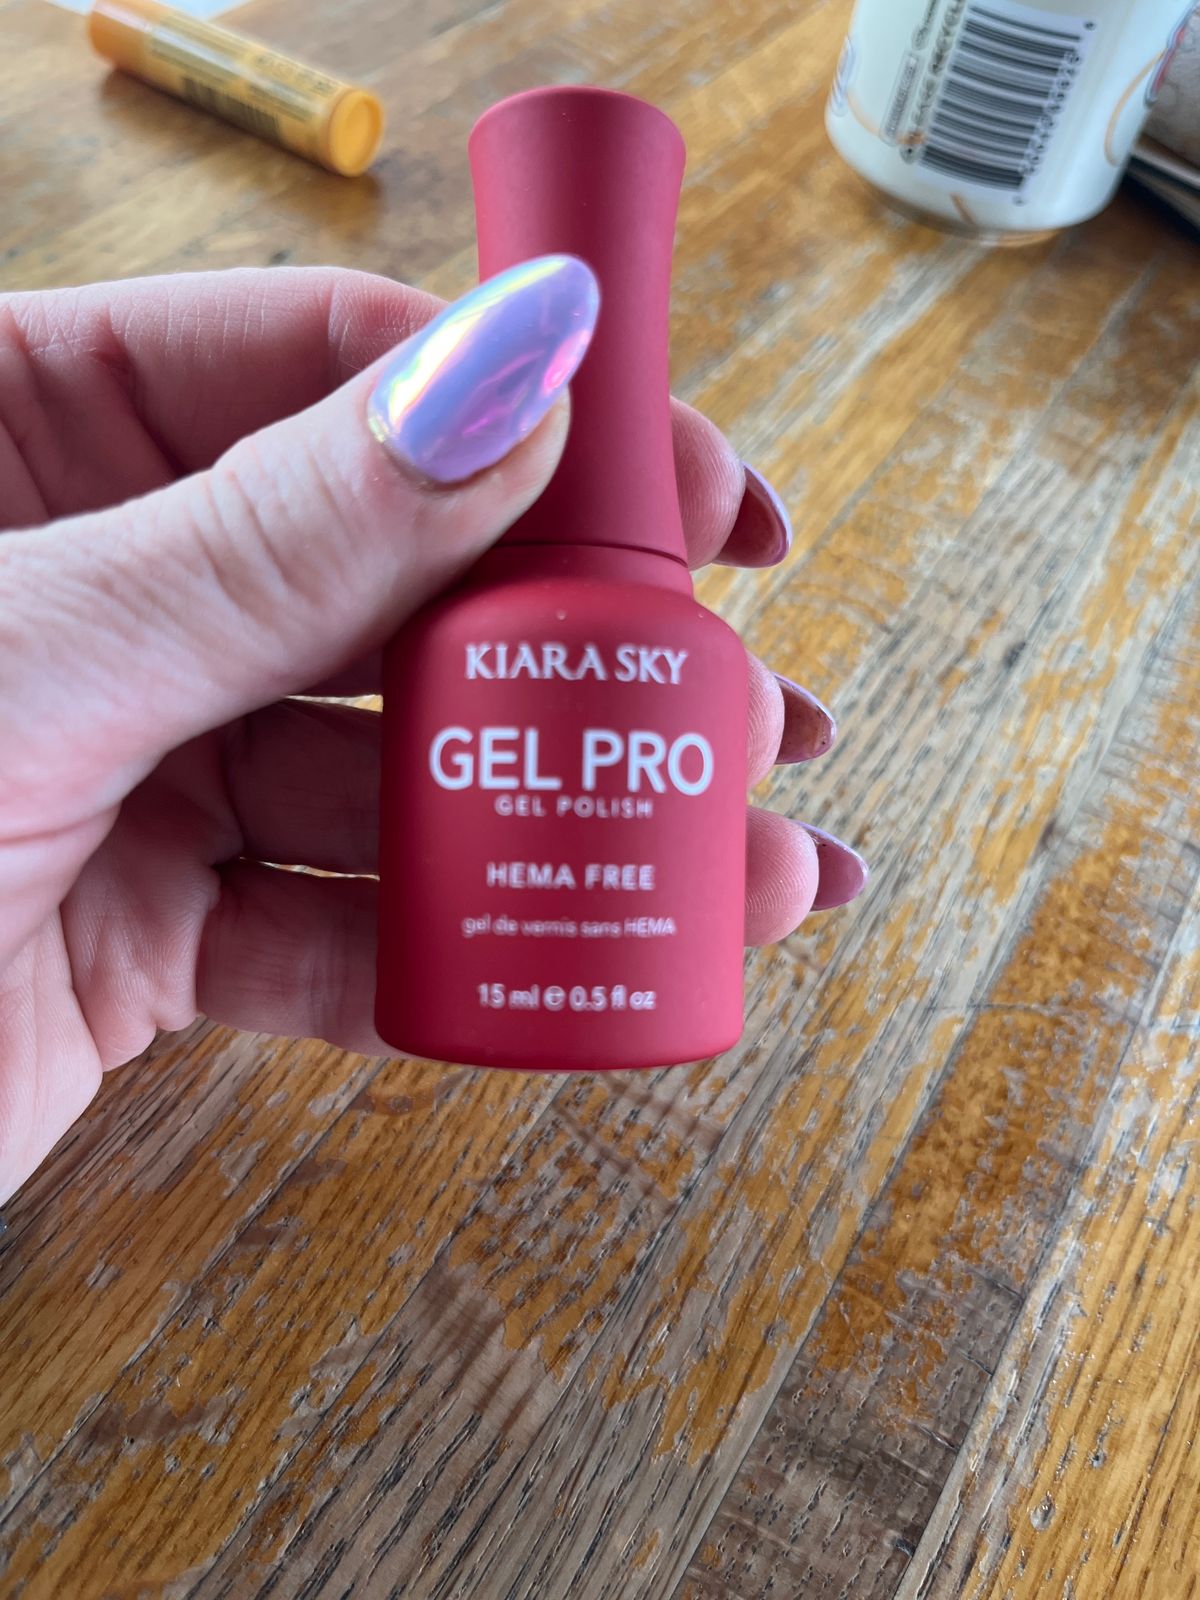 KIARA SKY
GEL PRO
GEL POLISH
HEMA FREE
gel de vernis sans HEMA
15 ml ℮ 0.5 fl oz